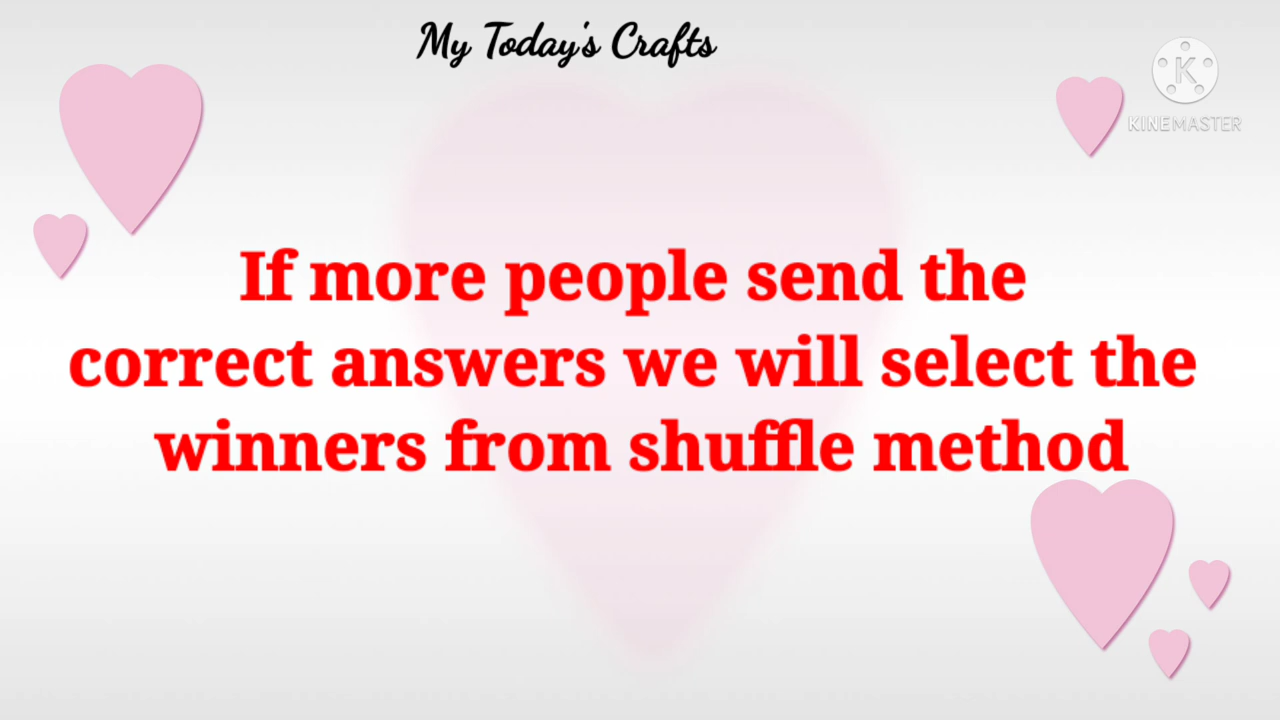 My Today's Crafts
K
KINEMASTER
If more people send the
correct answers we will select the
winners from shuffle method